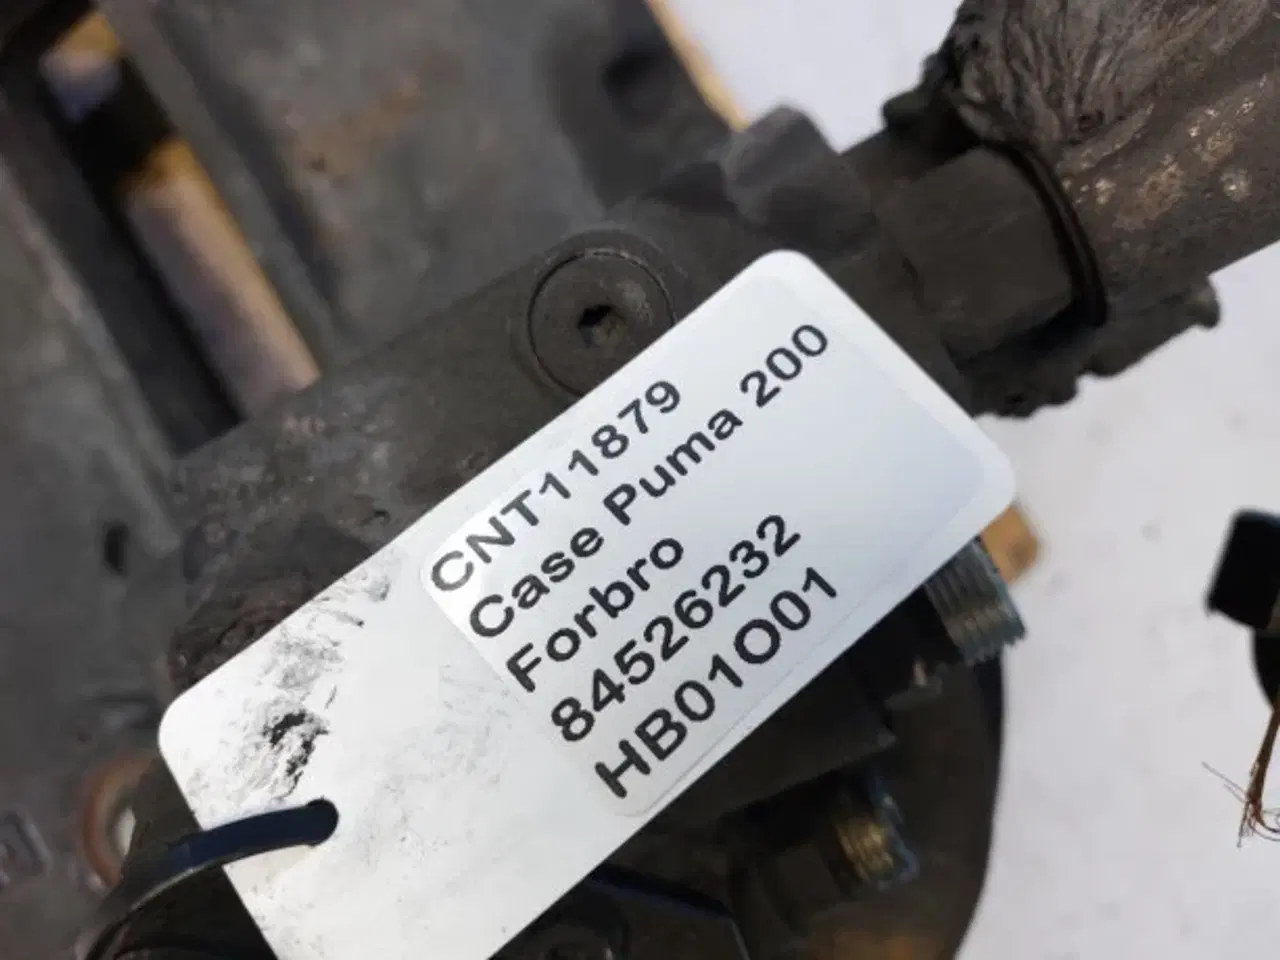 CNT11879
Case Puma 200
Forbro
84526232
HB01O01